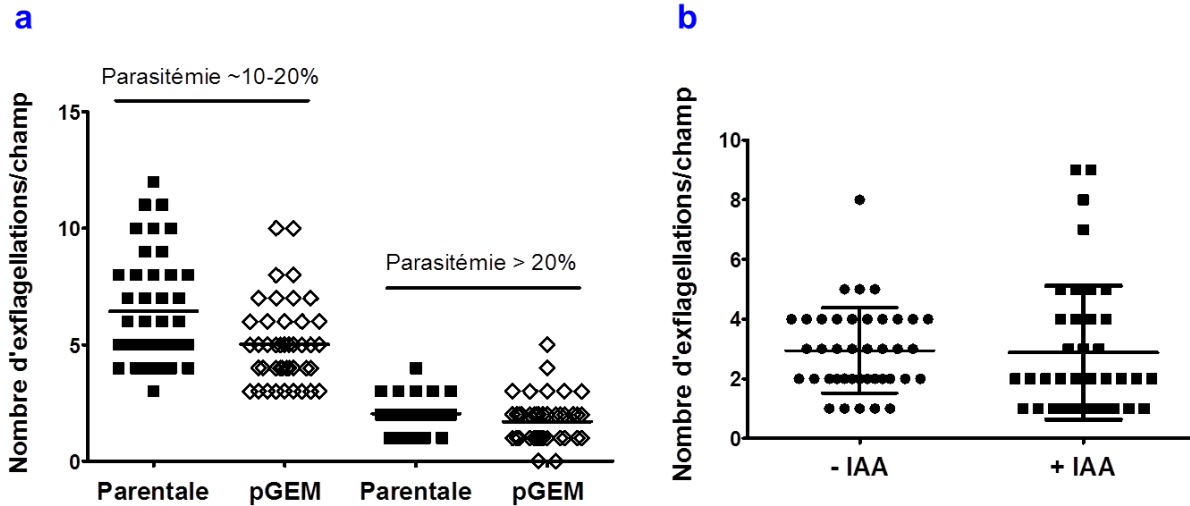 a
Parasitémie ~10-20%
Nombre d'exflagellations/champ
15
10
5
0
Parasitémie > 20%
Parentale
pGEM
Parentale
pGEM
b
Nombre d'exflagellations/champ
10
8
6
4
2
0
- IAA
+ IAA